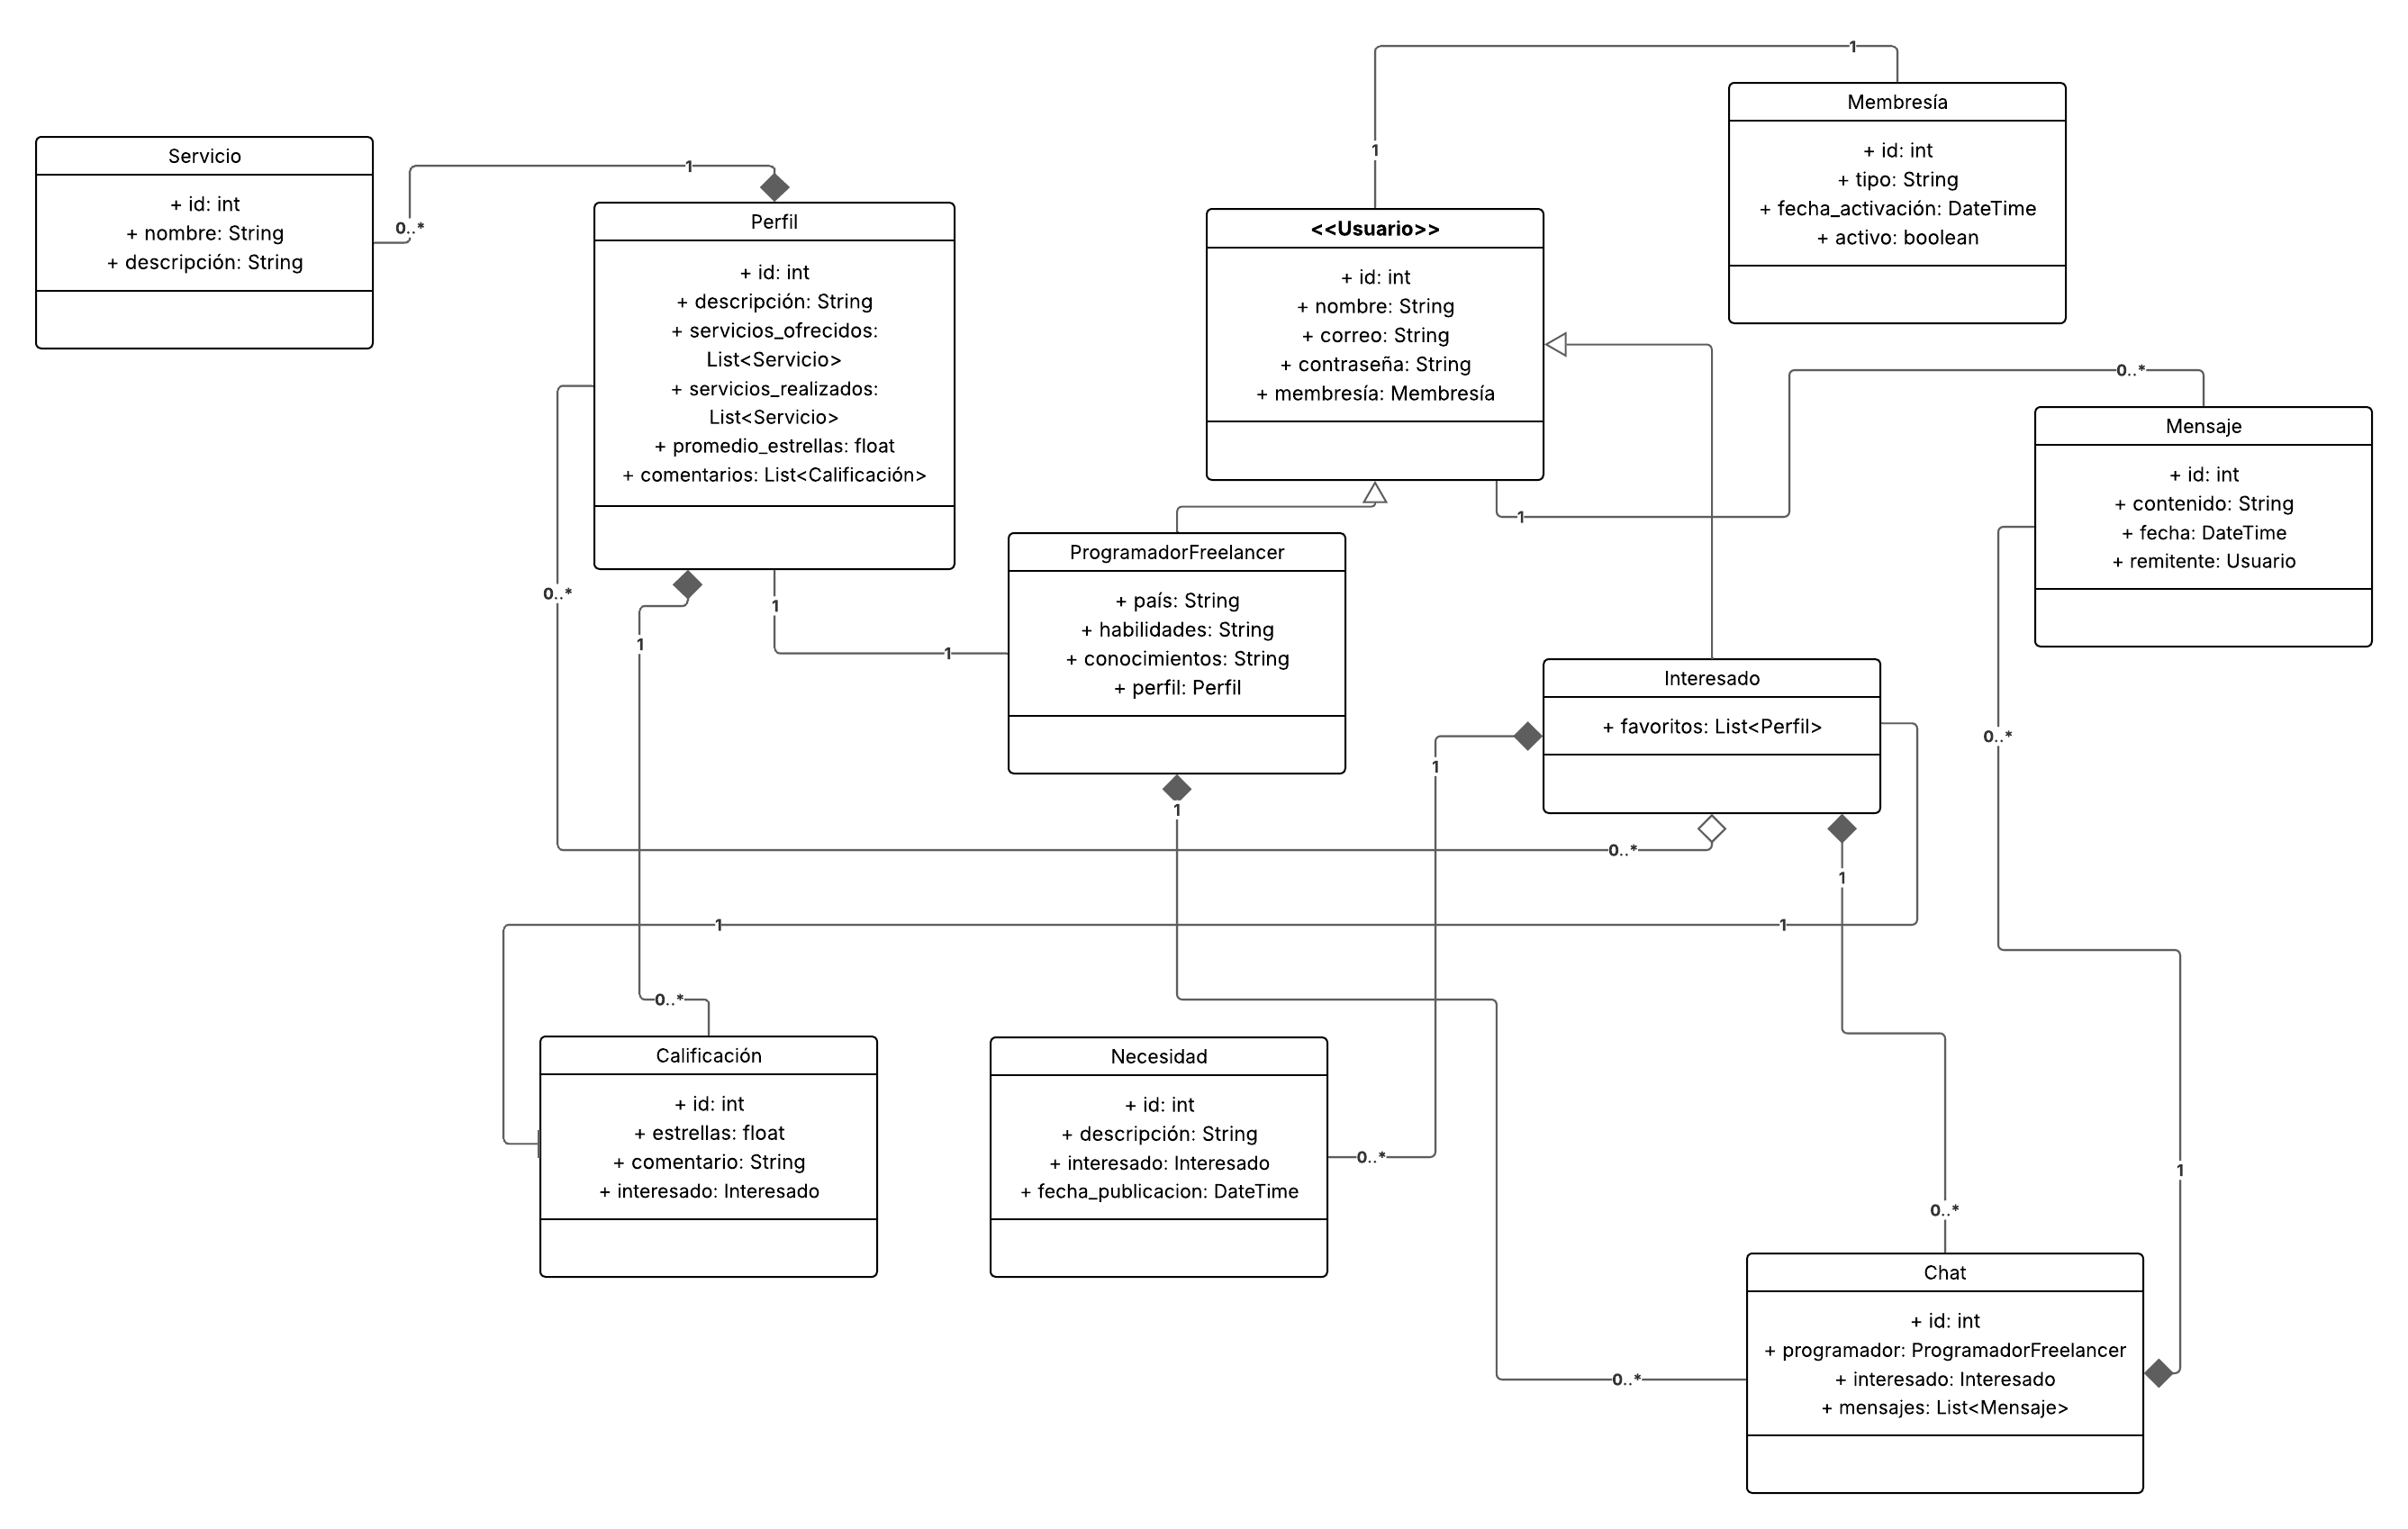 1
Membresía
+ id: int
+ tipo: String
+ fecha_activación: DateTime
+ activo: boolean
1
Servicio
+ id: int
+ nombre: String
+ descripción: String
0..*
1
Perfil
+ id: int
+ descripción: String
+ servicios_ofrecidos:
List<Servicio>
+ servicios_realizados:
List<Servicio>
+ promedio_estrellas: float
+ comentarios: List<Calificación>
<<Usuario>>
+ id: int
+ nombre: String
+ correo: String
+ contraseña: String
+ membresía: Membresía
0..*
1
Mensaje
+ id: int
+ contenido: String
+ fecha: DateTime
+ remitente: Usuario
0..*
1
1
1
ProgramadorFreelancer
+ país: String
+ habilidades: String
+ conocimientos: String
+ perfil: Perfil
1
Interesado
+ favoritos: List<Perfil>
1
0..*
0..*
1
1
1
0..*
Calificación
+ id: int
+ estrellas: float
+ comentario: String
+ interesado: Interesado
Necesidad
+ id: int
+ descripción: String
+ interesado: Interesado
+ fecha_publicacion: DateTime
0..*
0..*
1
0..*
Chat
+ id: int
+ programador: ProgramadorFreelancer
+ interesado: Interesado
+ mensajes: List<Mensaje>